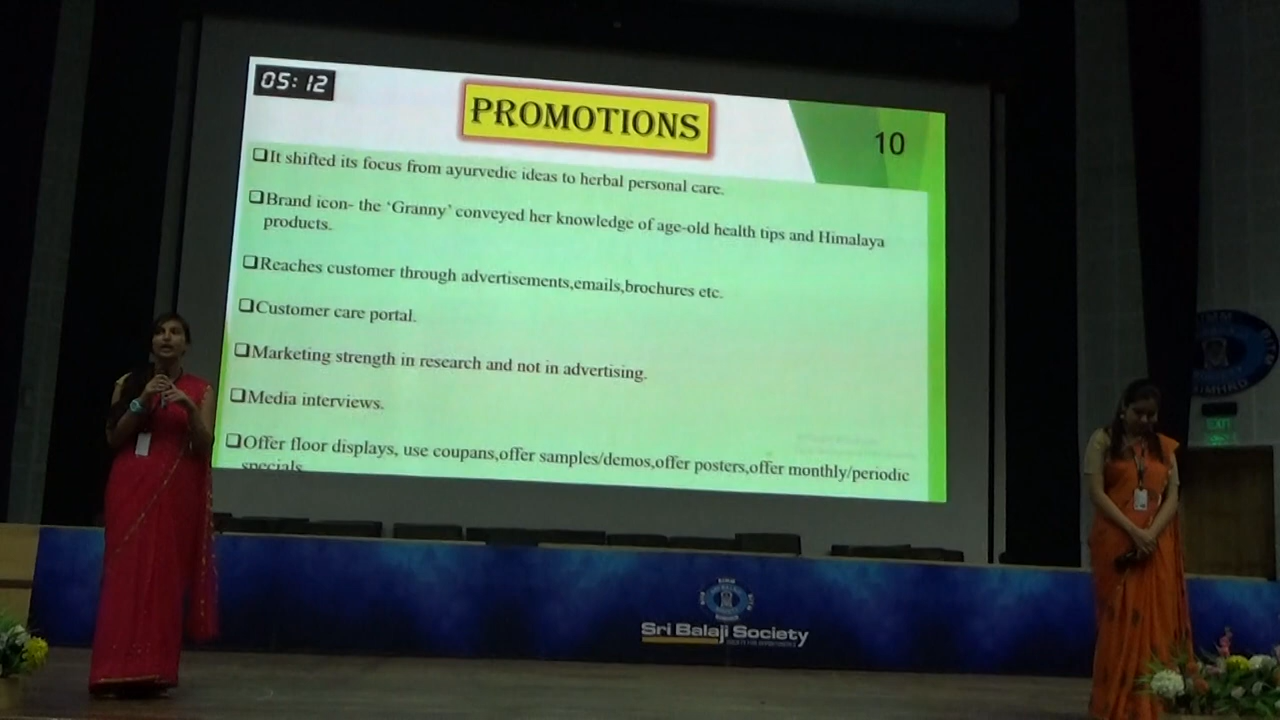 05:12
PROMOTIONS
10
❑It shifted its focus from ayurvedic ideas to herbal personal care.
❑Brand icon- the ‘Granny’ conveyed her knowledge of age-old health tips and Himalaya
products.
❑Reaches customer through advertisements,emails,brochures etc.
❑Customer care portal.
❑Marketing strength in research and not in advertising.
❑Media interviews.
❑Offer floor displays, use coupans,offer samples/demos,offer posters,offer monthly/periodic
specials
EXIT
Sri Balaji Society